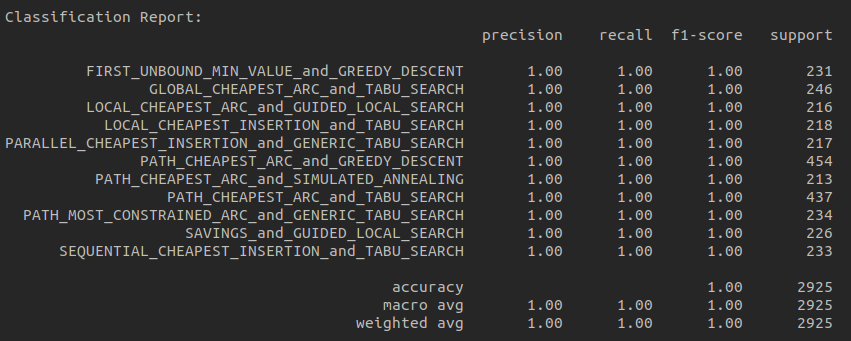 Classification Report:
precision recall f1-score support
FIRST_UNBOUND_MIN_VALUE_and_GREEDY_DESCENT 1.00 1.00 1.00 231
GLOBAL_CHEAPEST_ARC_and_TABU_SEARCH 1.00 1.00 1.00 246
LOCAL_CHEAPEST_ARC_and_GUIDED_LOCAL_SEARCH 1.00 1.00 1.00 216
LOCAL_CHEAPEST_INSERTION_and_TABU_SEARCH 1.00 1.00 1.00 218
PARALLEL_CHEAPEST_INSERTION_and_GENERIC_TABU_SEARCH 1.00 1.00 1.00 217
PATH_CHEAPEST_ARC_and_GREEDY_DESCENT 1.00 1.00 1.00 454
PATH_CHEAPEST_ARC_and_SIMULATED_ANNEALING 1.00 1.00 1.00 213
PATH_CHEAPEST_ARC_and_TABU_SEARCH 1.00 1.00 1.00 437
PATH_MOST_CONSTRAINED_ARC_and_GENERIC_TABU_SEARCH 1.00 1.00 1.00 234
SAVINGS_and_GUIDED_LOCAL_SEARCH 1.00 1.00 1.00 226
SEQUENTIAL_CHEAPEST_INSERTION_and_TABU_SEARCH 1.00 1.00 1.00 233
accuracy 1.00 2925
macro avg 1.00 1.00 1.00 2925
weighted avg 1.00 1.00 1.00 2925